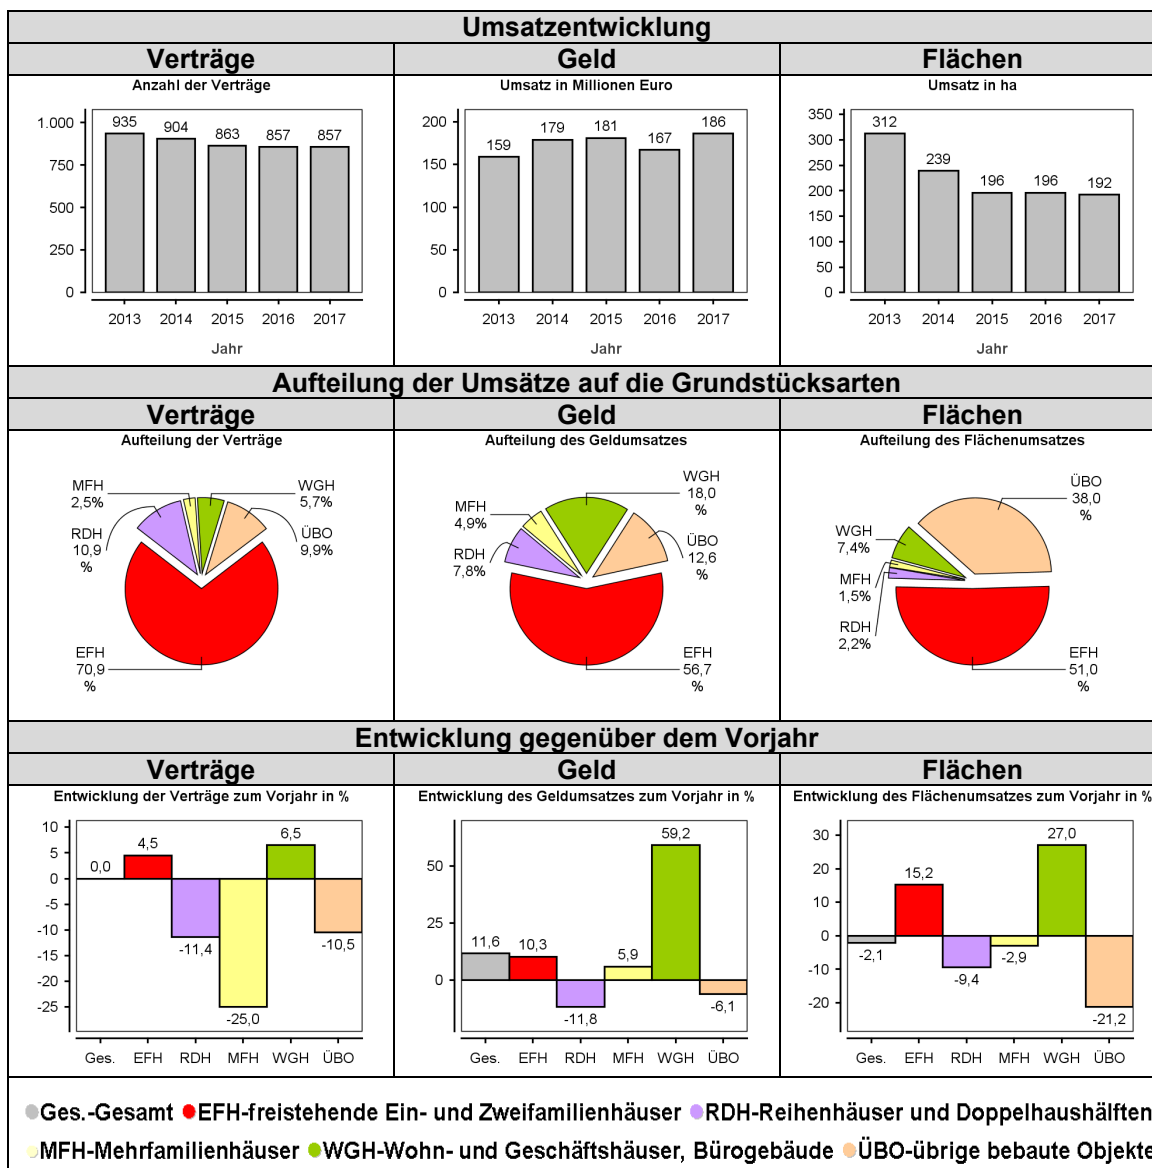 Umsatzentwicklung
Verträge Geld Flächen
Anzahl der Verträge
1.000
750
500
250
0
935
904
863
857
857
2013 2014 2015 2016 2017
Jahr
Umsatz in Millionen Euro
200
150
100
50
0
159
179
181
167
186
2013 2014 2015 2016 2017
Jahr
Umsatz in ha
350
300
250
200
150
100
50
0
312
239
196
196
192
2013 2014 2015 2016 2017
Jahr
Aufteilung der Umsätze auf die Grundstücksarten
Verträge Geld Flächen
Aufteilung der Verträge
MFH
2,5%
WGH
5,7%
RDH
10,9
%
ÜBO
9,9%
EFH
70,9
%
Aufteilung des Geldumsatzes
WGH
18,0
%
MFH
4,9%
RDH
7,8%
ÜBO
12,6
%
EFH
56,7
%
Aufteilung des Flächenumsatzes
ÜBO
38,0
%
WGH
7,4%
MFH
1,5%
RDH
2,2%
EFH
51,0
%
Entwicklung gegenüber dem Vorjahr
Verträge Geld Flächen
Entwicklung der Verträge zum Vorjahr in %
10
5
0
-5
-10
-15
-20
-25
0,0
4,5
-11,4
-25,0
6,5
-10,5
Ges. EFH RDH MFH WGH ÜBO
Entwicklung des Geldumsatzes zum Vorjahr in %
50
25
0
11,6
10,3
-11,8
5,9
59,2
-6,1
Ges. EFH RDH MFH WGH ÜBO
Entwicklung des Flächenumsatzes zum Vorjahr in %
30
20
10
0
-10
-20
-2,1
15,2
-9,4
-2,9
27,0
-21,2
Ges. EFH RDH MFH WGH ÜBO
Ges.-Gesamt EFH-freistehende Ein- und Zweifamilienhäuser RDH-Reihenhäuser und Doppelhaushälften
MFH-Mehrfamilienhäuser WGH-Wohn- und Geschäftshäuser, Bürogebäude ÜBO-übrige bebaute Objekte